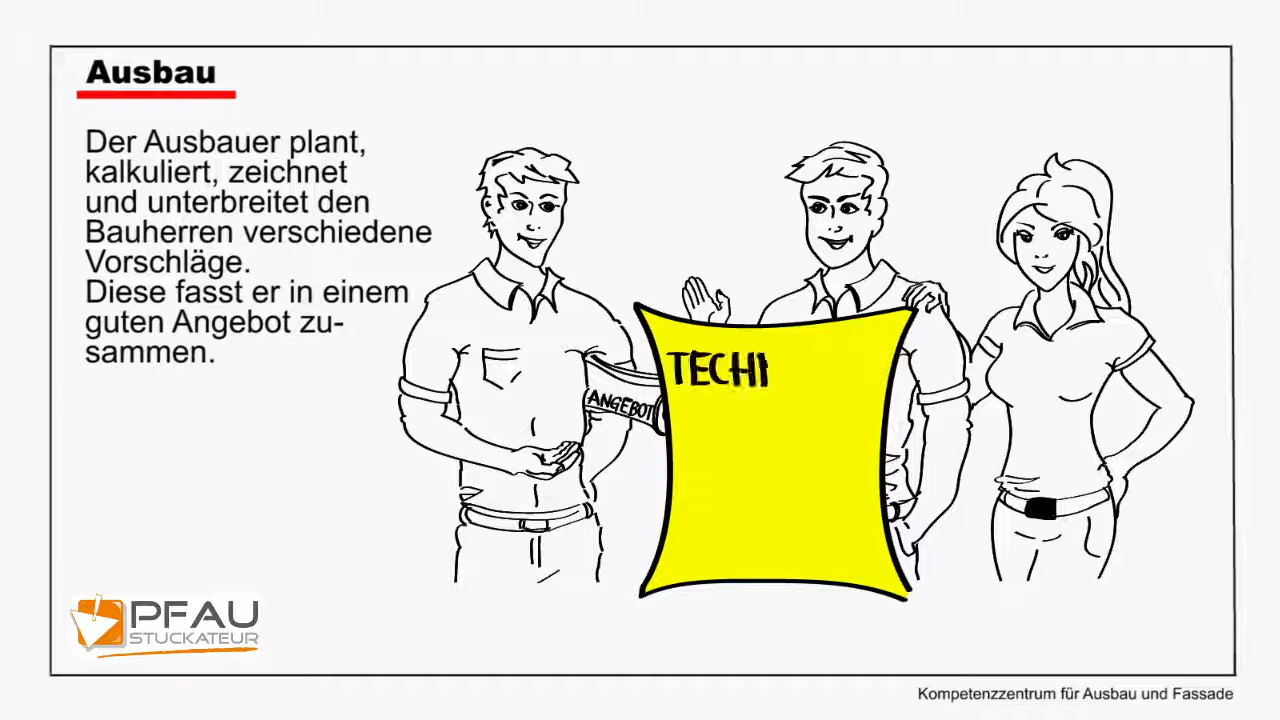 Ausbau
Der Ausbauer plant,
kalkuliert, zeichnet
und unterbreitet den
Bauherren verschiedene
Vorschläge.
Diese fasst er in einem
guten Angebot zu-
sammen.
ANGEBOT
TECHI
PFAU
STUCKATEUR
Kompetenzzentrum für Ausbau und Fassade